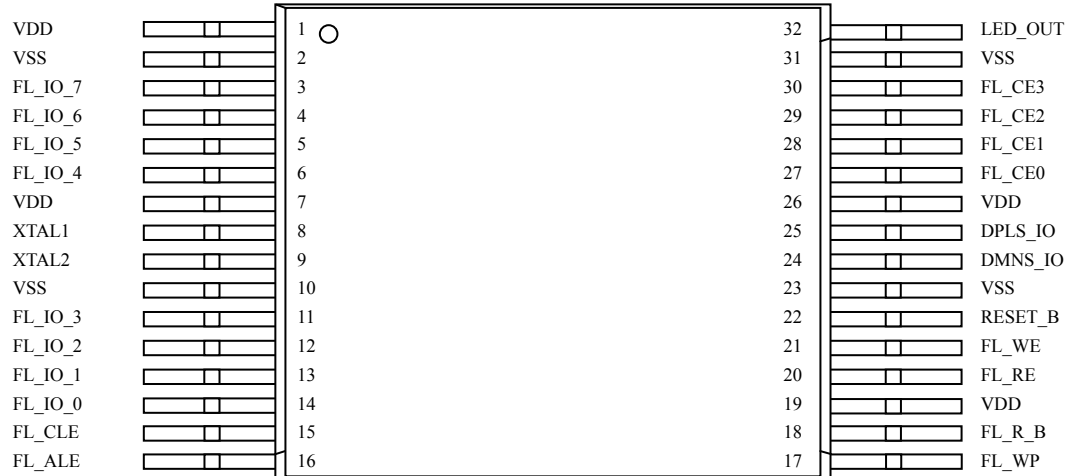 VDD 1 32 LED_OUT
VSS 2 31 VSS
FL_IO_7 3 30 FL_CE3
FL_IO_6 4 29 FL_CE2
FL_IO_5 5 28 FL_CE1
FL_IO_4 6 27 FL_CE0
VDD 7 26 VDD
XTAL1 8 25 DPLS_IO
XTAL2 9 24 DMNS_IO
VSS 10 23 VSS
FL_IO_3 11 22 RESET_B
FL_IO_2 12 21 FL_WE
FL_IO_1 13 20 FL_RE
FL_IO_0 14 19 VDD
FL_CLE 15 18 FL_R_B
FL_ALE 16 17 FL_WP